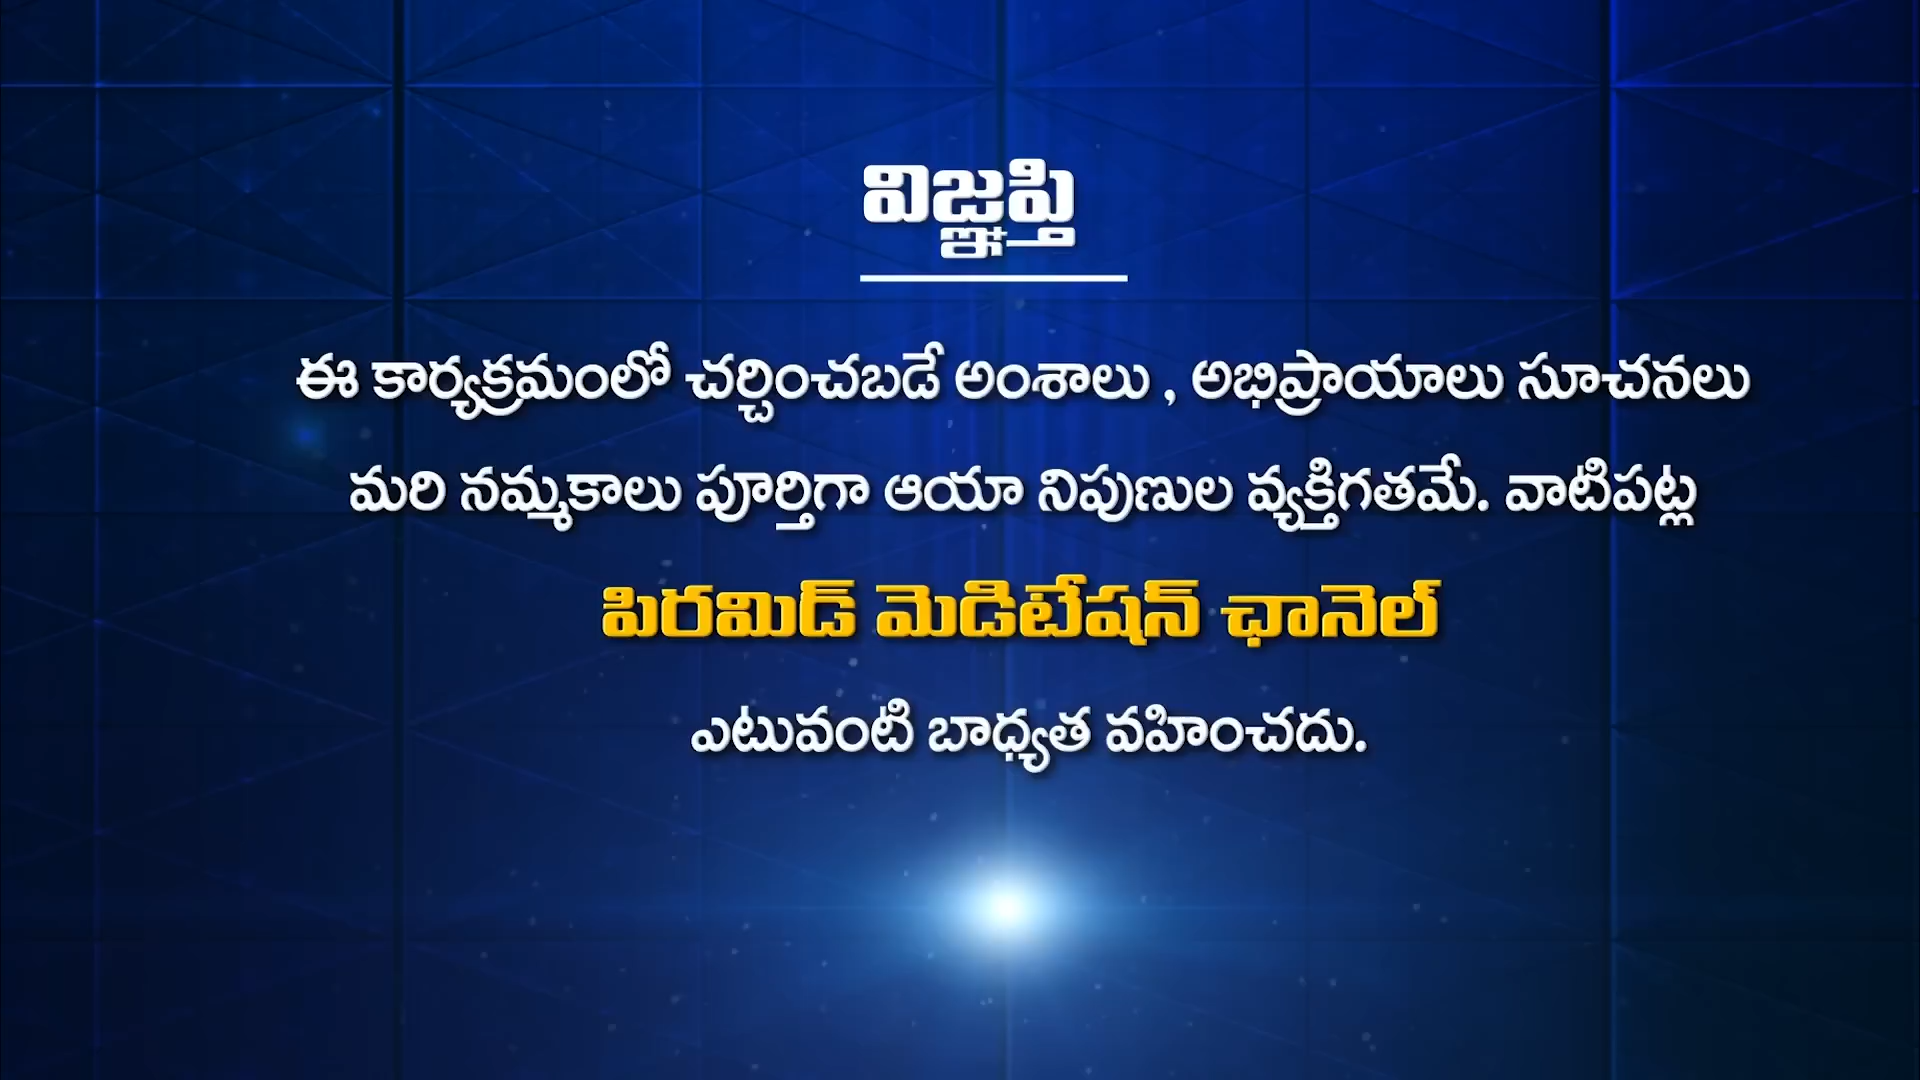 విజ్ఞప్తి
ఈ కార్యక్రమంలో చర్చించబడే అంశాలు , అభిప్రాయాలు సూచనలు
మరి నమ్మకాలు పూర్తిగా ఆయా నిపుణుల వ్యక్తిగతమే. వాటిపట్ల
పిరమిడ్ మెడిటేషన్ ఛానెల్
ఎటువంటి బాధ్యత వహించదు.